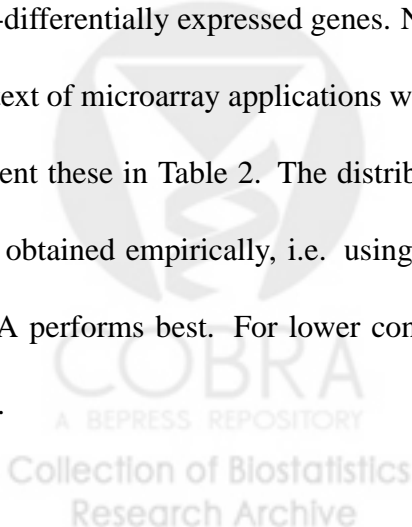 -differentially expressed genes. N
text of microarray applications w
ent these in Table 2. The distrib
obtained empirically, i.e. using
A performs best. For lower con
.
COBRA
A BEPRESS REPOSITORY
Collection of Biostatistics
Research Archive